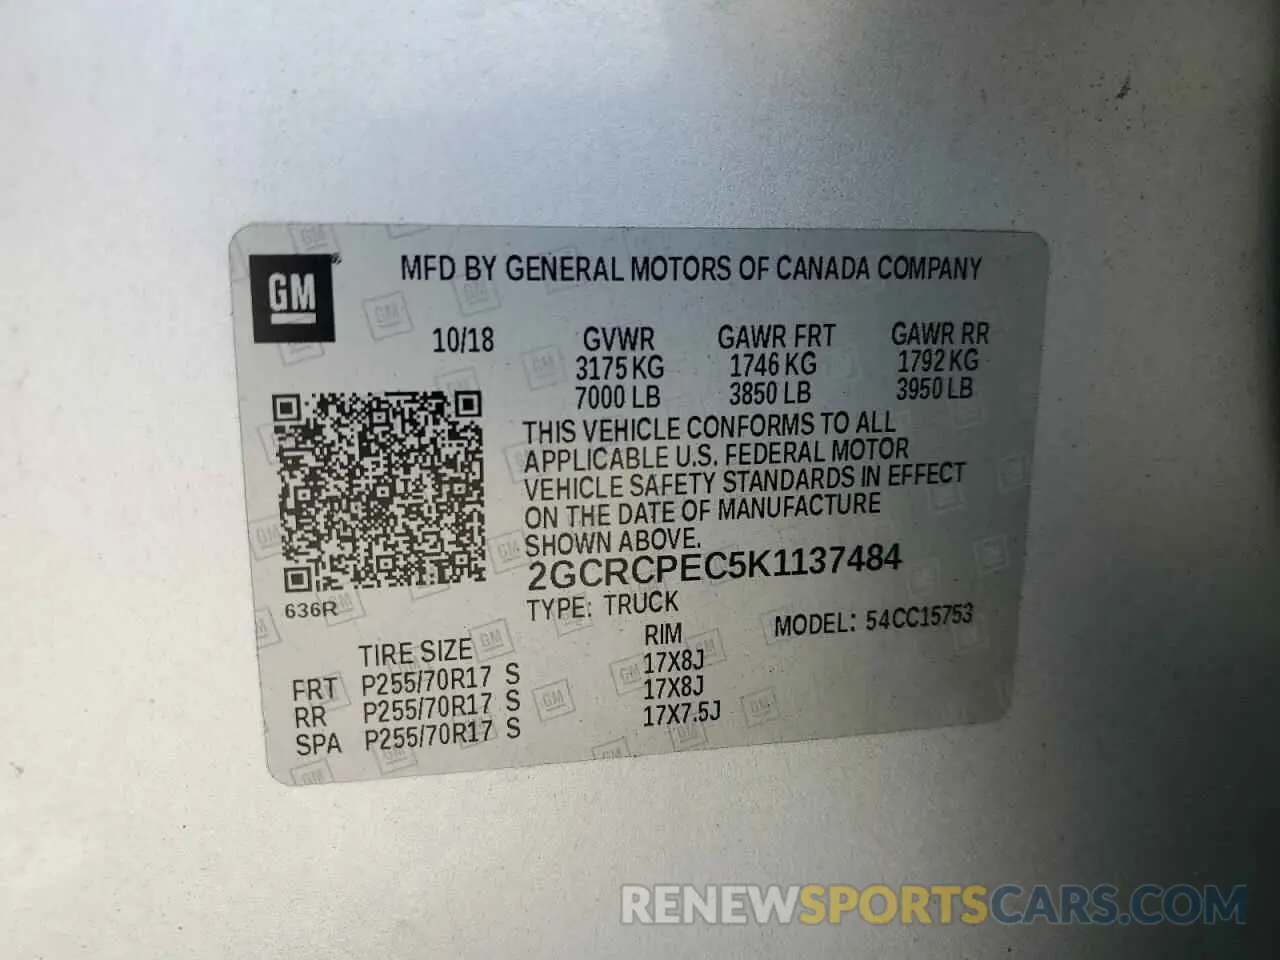 GM
MFD BY GENERAL MOTORS OF CANADA COMPANY
10/18 GVWR GAWR FRT GAWR RR
3175 KG 1746 KG 1792 KG
7000 LB 3850 LB 3950 LB
THIS VEHICLE CONFORMS TO ALL
APPLICABLE U.S. FEDERAL MOTOR
VEHICLE SAFETY STANDARDS IN EFFECT
ON THE DATE OF MANUFACTURE
SHOWN ABOVE.
2GCRCPEC5K1137484
636R
TYPE: TRUCK
MODEL: 54CC15753
TIRE SIZE RIM
FRT P255/70R17 S 17X8J
RR P255/70R17 S 17X8J
SPA P255/70R17 S 17X7.5J
RENEWSPORTSCARS.COM